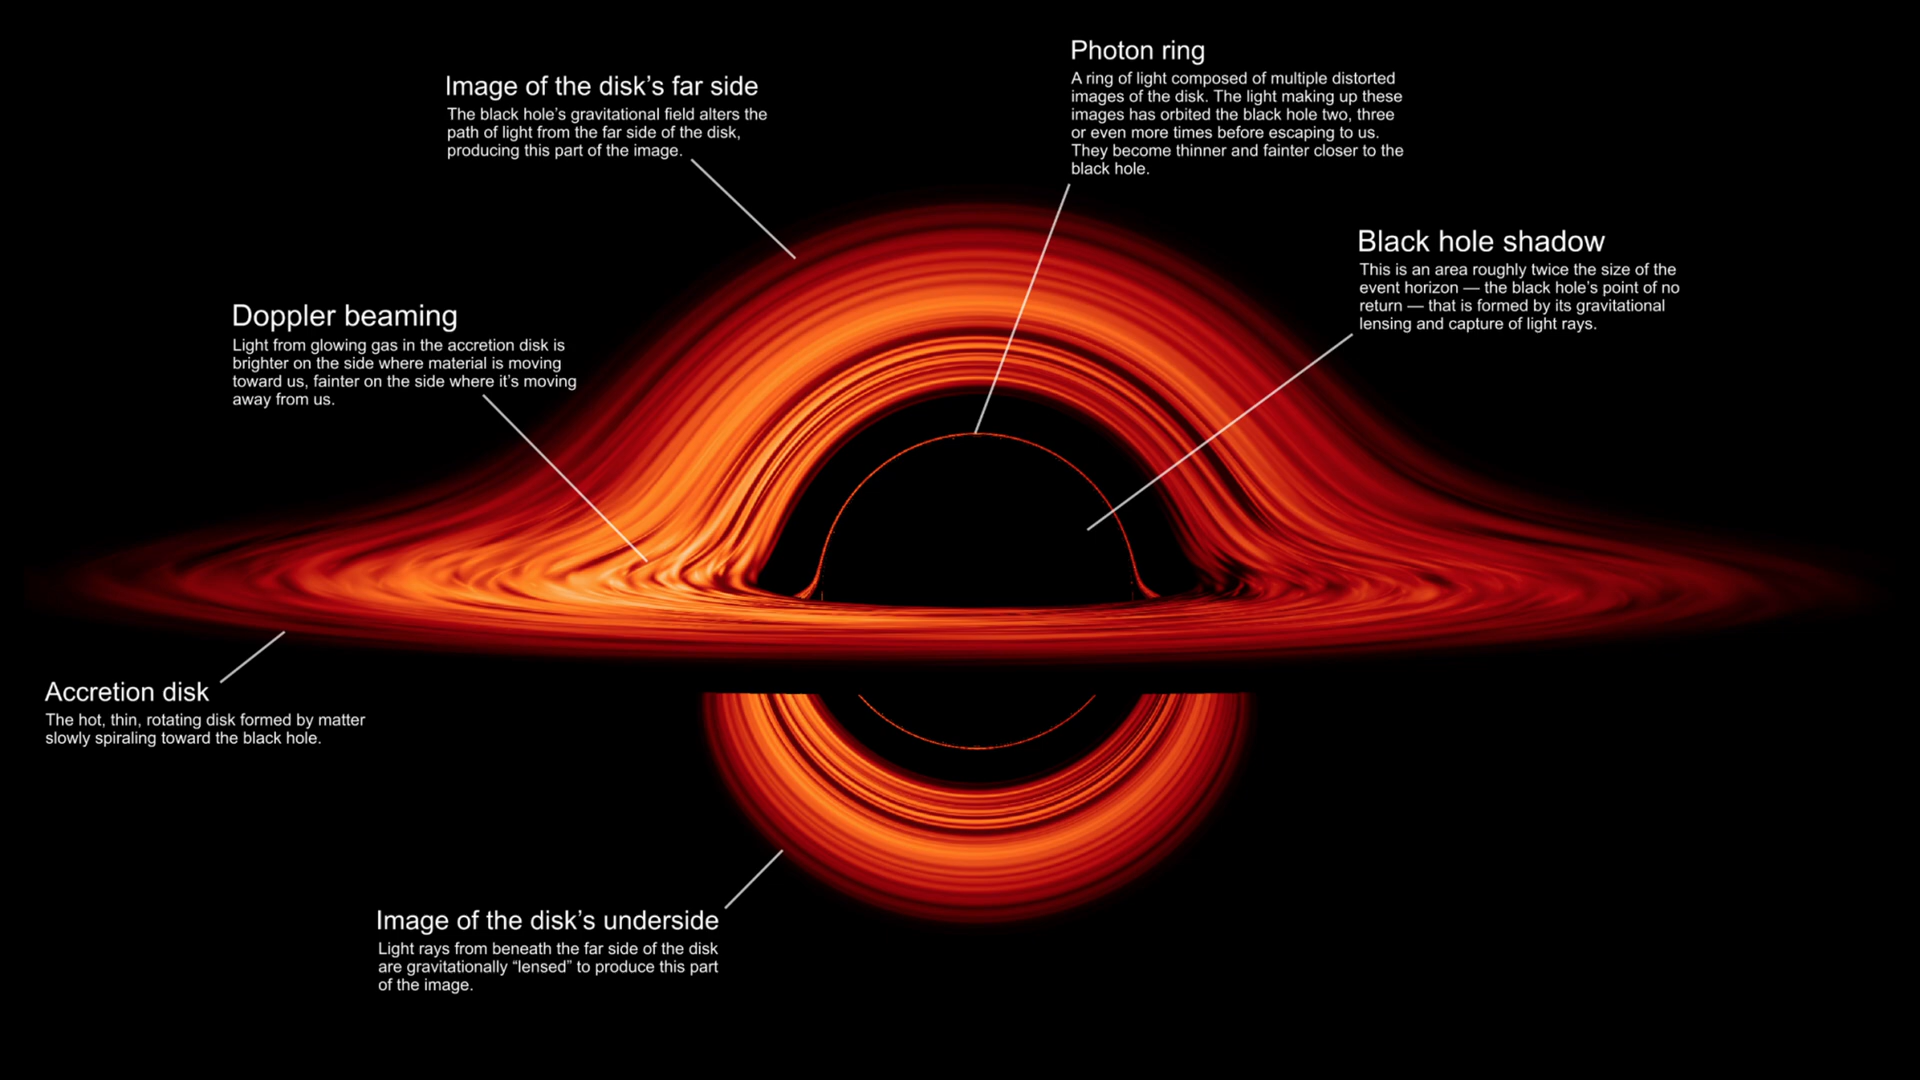 Photon ring
A ring of light composed of multiple distorted
images of the disk. The light making up these
images has orbited the black hole two, three
or even more times before escaping to us.
They become thinner and fainter closer to the
black hole.
Image of the disk’s far side
The black hole’s gravitational field alters the
path of light from the far side of the disk,
producing this part of the image.
Black hole shadow
This is an area roughly twice the size of the
event horizon — the black hole’s point of no
return — that is formed by its gravitational
lensing and capture of light rays.
Doppler beaming
Light from glowing gas in the accretion disk is
brighter on the side where material is moving
toward us, fainter on the side where it’s moving
away from us.
Accretion disk
The hot, thin, rotating disk formed by matter
slowly spiraling toward the black hole.
Image of the disk’s underside
Light rays from beneath the far side of the disk
are gravitationally “lensed” to produce this part
of the image.